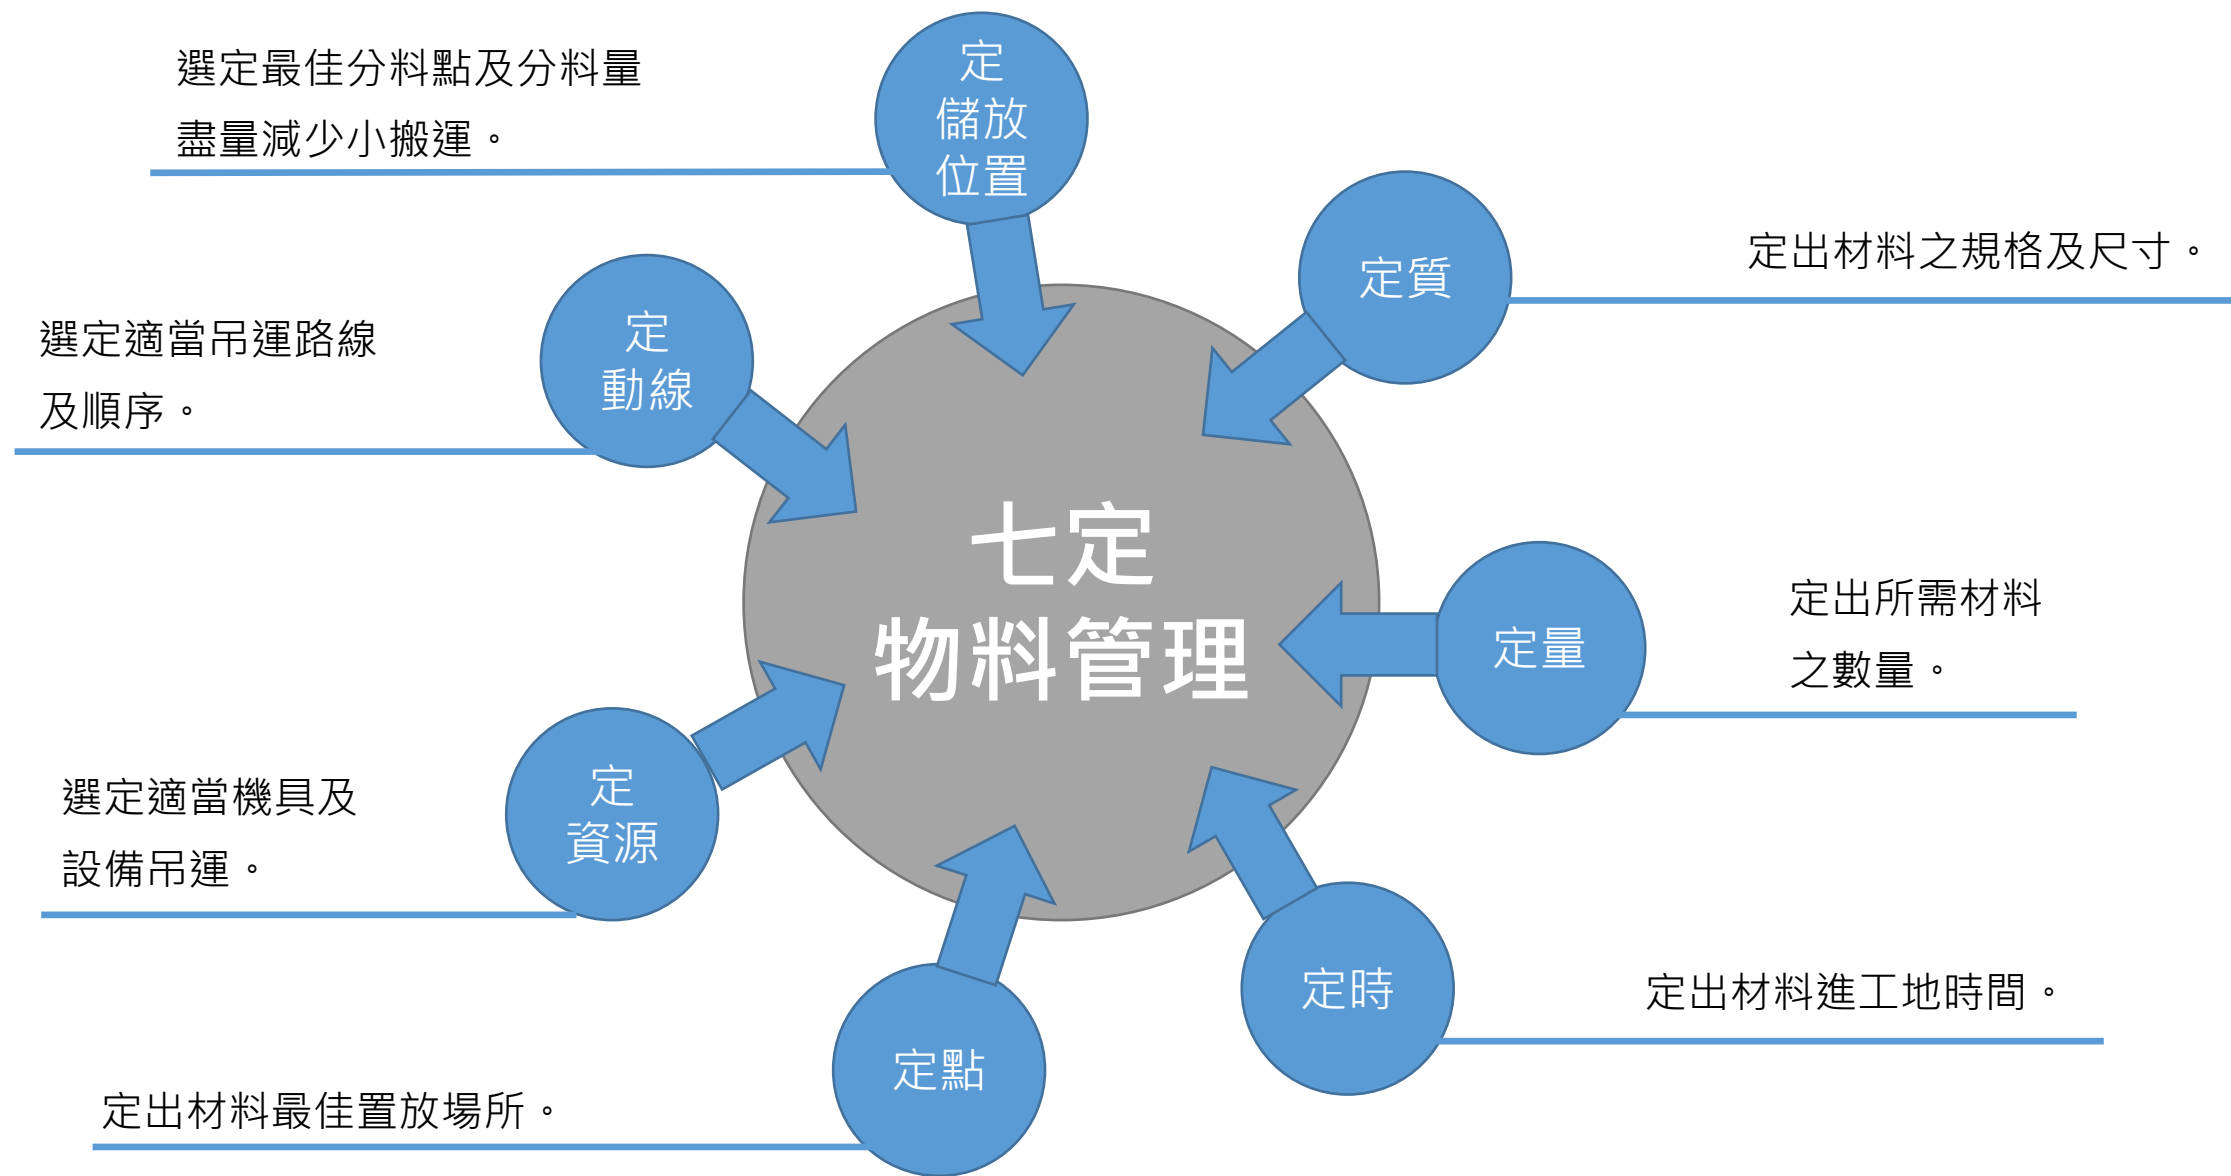 選定最佳分料點及分料量
盡量減少小搬運。
定
儲放
位置
定質
定出材料之規格及尺寸。
選定適當吊運路線
及順序。
定
動線
七定
物料管理
定量
定出所需材料
之數量。
選定適當機具及
設備吊運。
定
資源
定時
定出材料進工地時間。
定點
定出材料最佳置放場所。